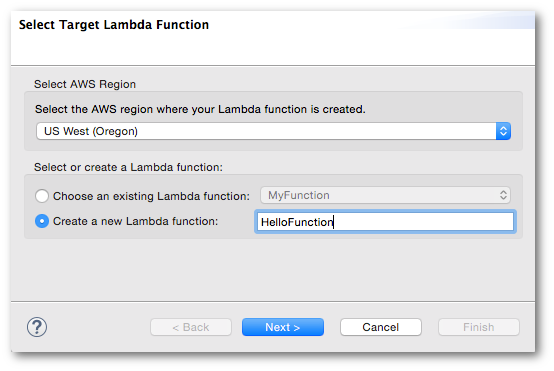 Select Target Lambda Function
Select AWS Region
Select the AWS region where your Lambda function is created.
US West (Oregon)
Select or create a Lambda function:
Choose an existing Lambda function: MyFunction
Create a new Lambda function: HelloFunction
? < Back Next > Cancel Finish